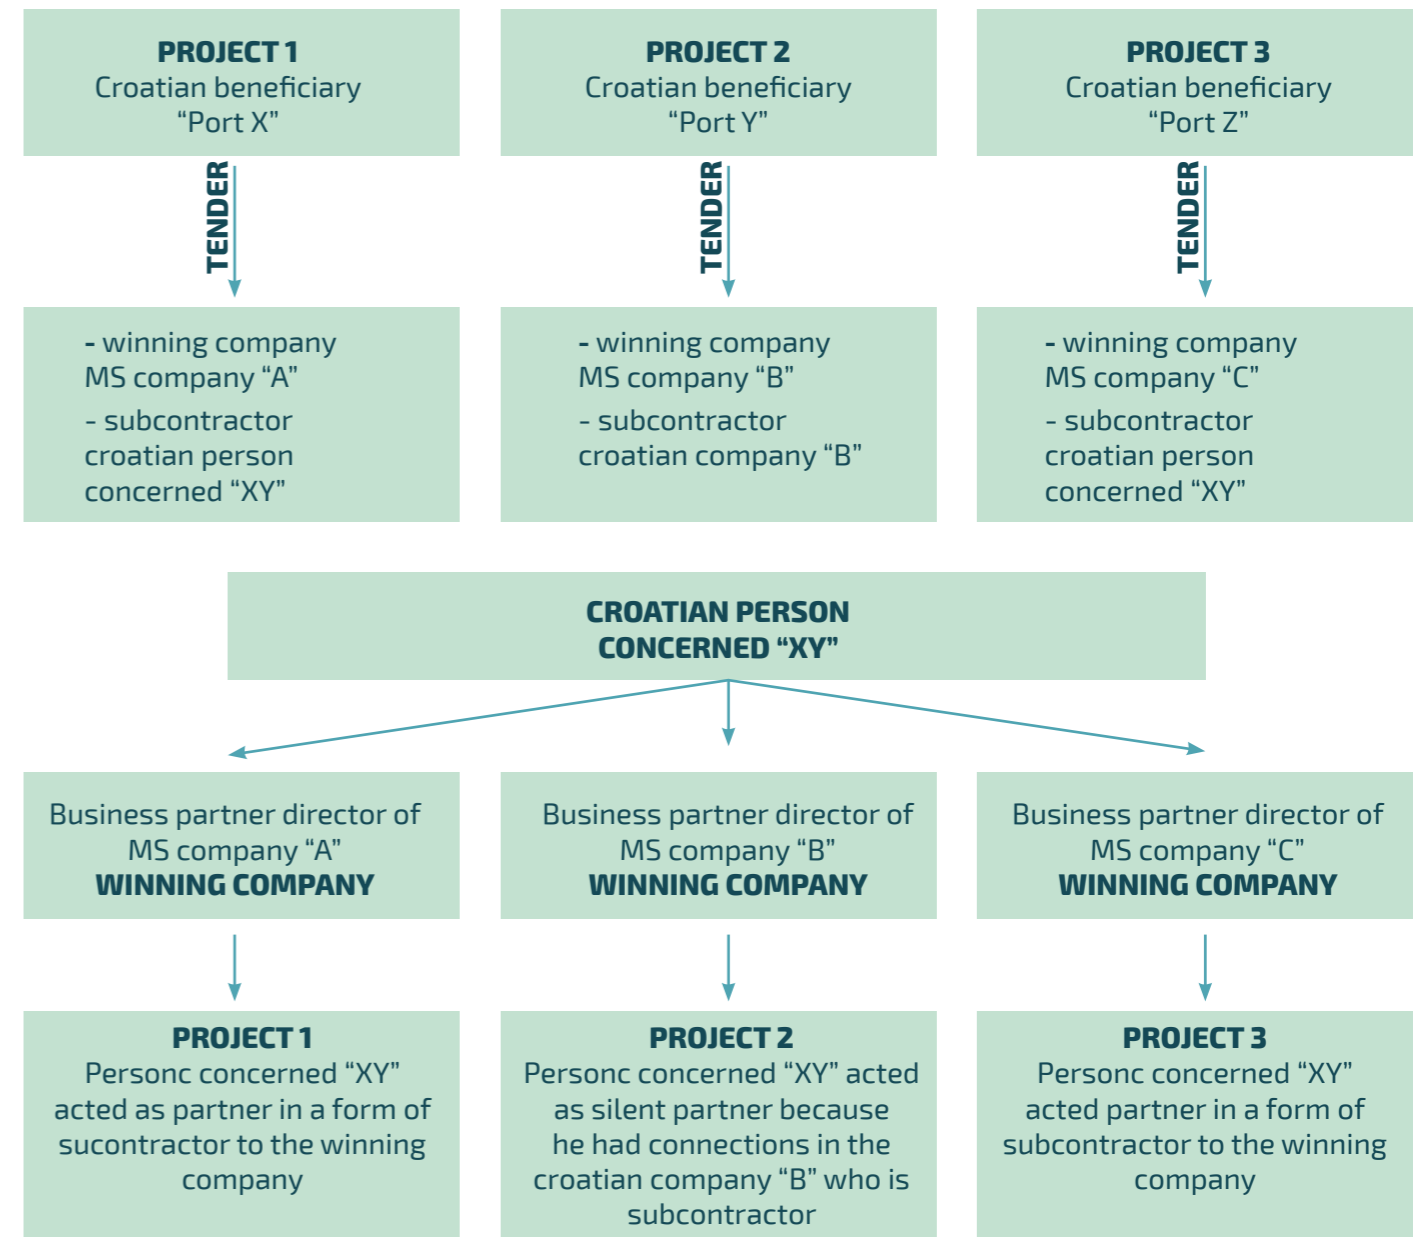 PROJECT 1
Croatian beneficiary
“Port X”
PROJECT 2
Croatian beneficiary
“Port Y”
PROJECT 3
Croatian beneficiary
“Port Z”
TENDER
TENDER
TENDER
- winning company
MS company “A”
- subcontractor
croatian person
concerned “XY”
- winning company
MS company “B”
- subcontractor
croatian company “B”
- winning company
MS company “C”
- subcontractor
croatian person
concerned “XY”
CROATIAN PERSON
CONCERNED “XY”
Business partner director of
MS company “A”
WINNING COMPANY
Business partner director of
MS company “B”
WINNING COMPANY
Business partner director of
MS company “C”
WINNING COMPANY
PROJECT 1
Personc concerned “XY”
acted as partner in a form of
sucontractor to the winning
company
PROJECT 2
Personc concerned “XY” acted
as silent partner because
he had connections in the
croatian company “B” who is
subcontractor
PROJECT 3
Personc concerned “XY”
acted partner in a form of
subcontractor to the winning
company